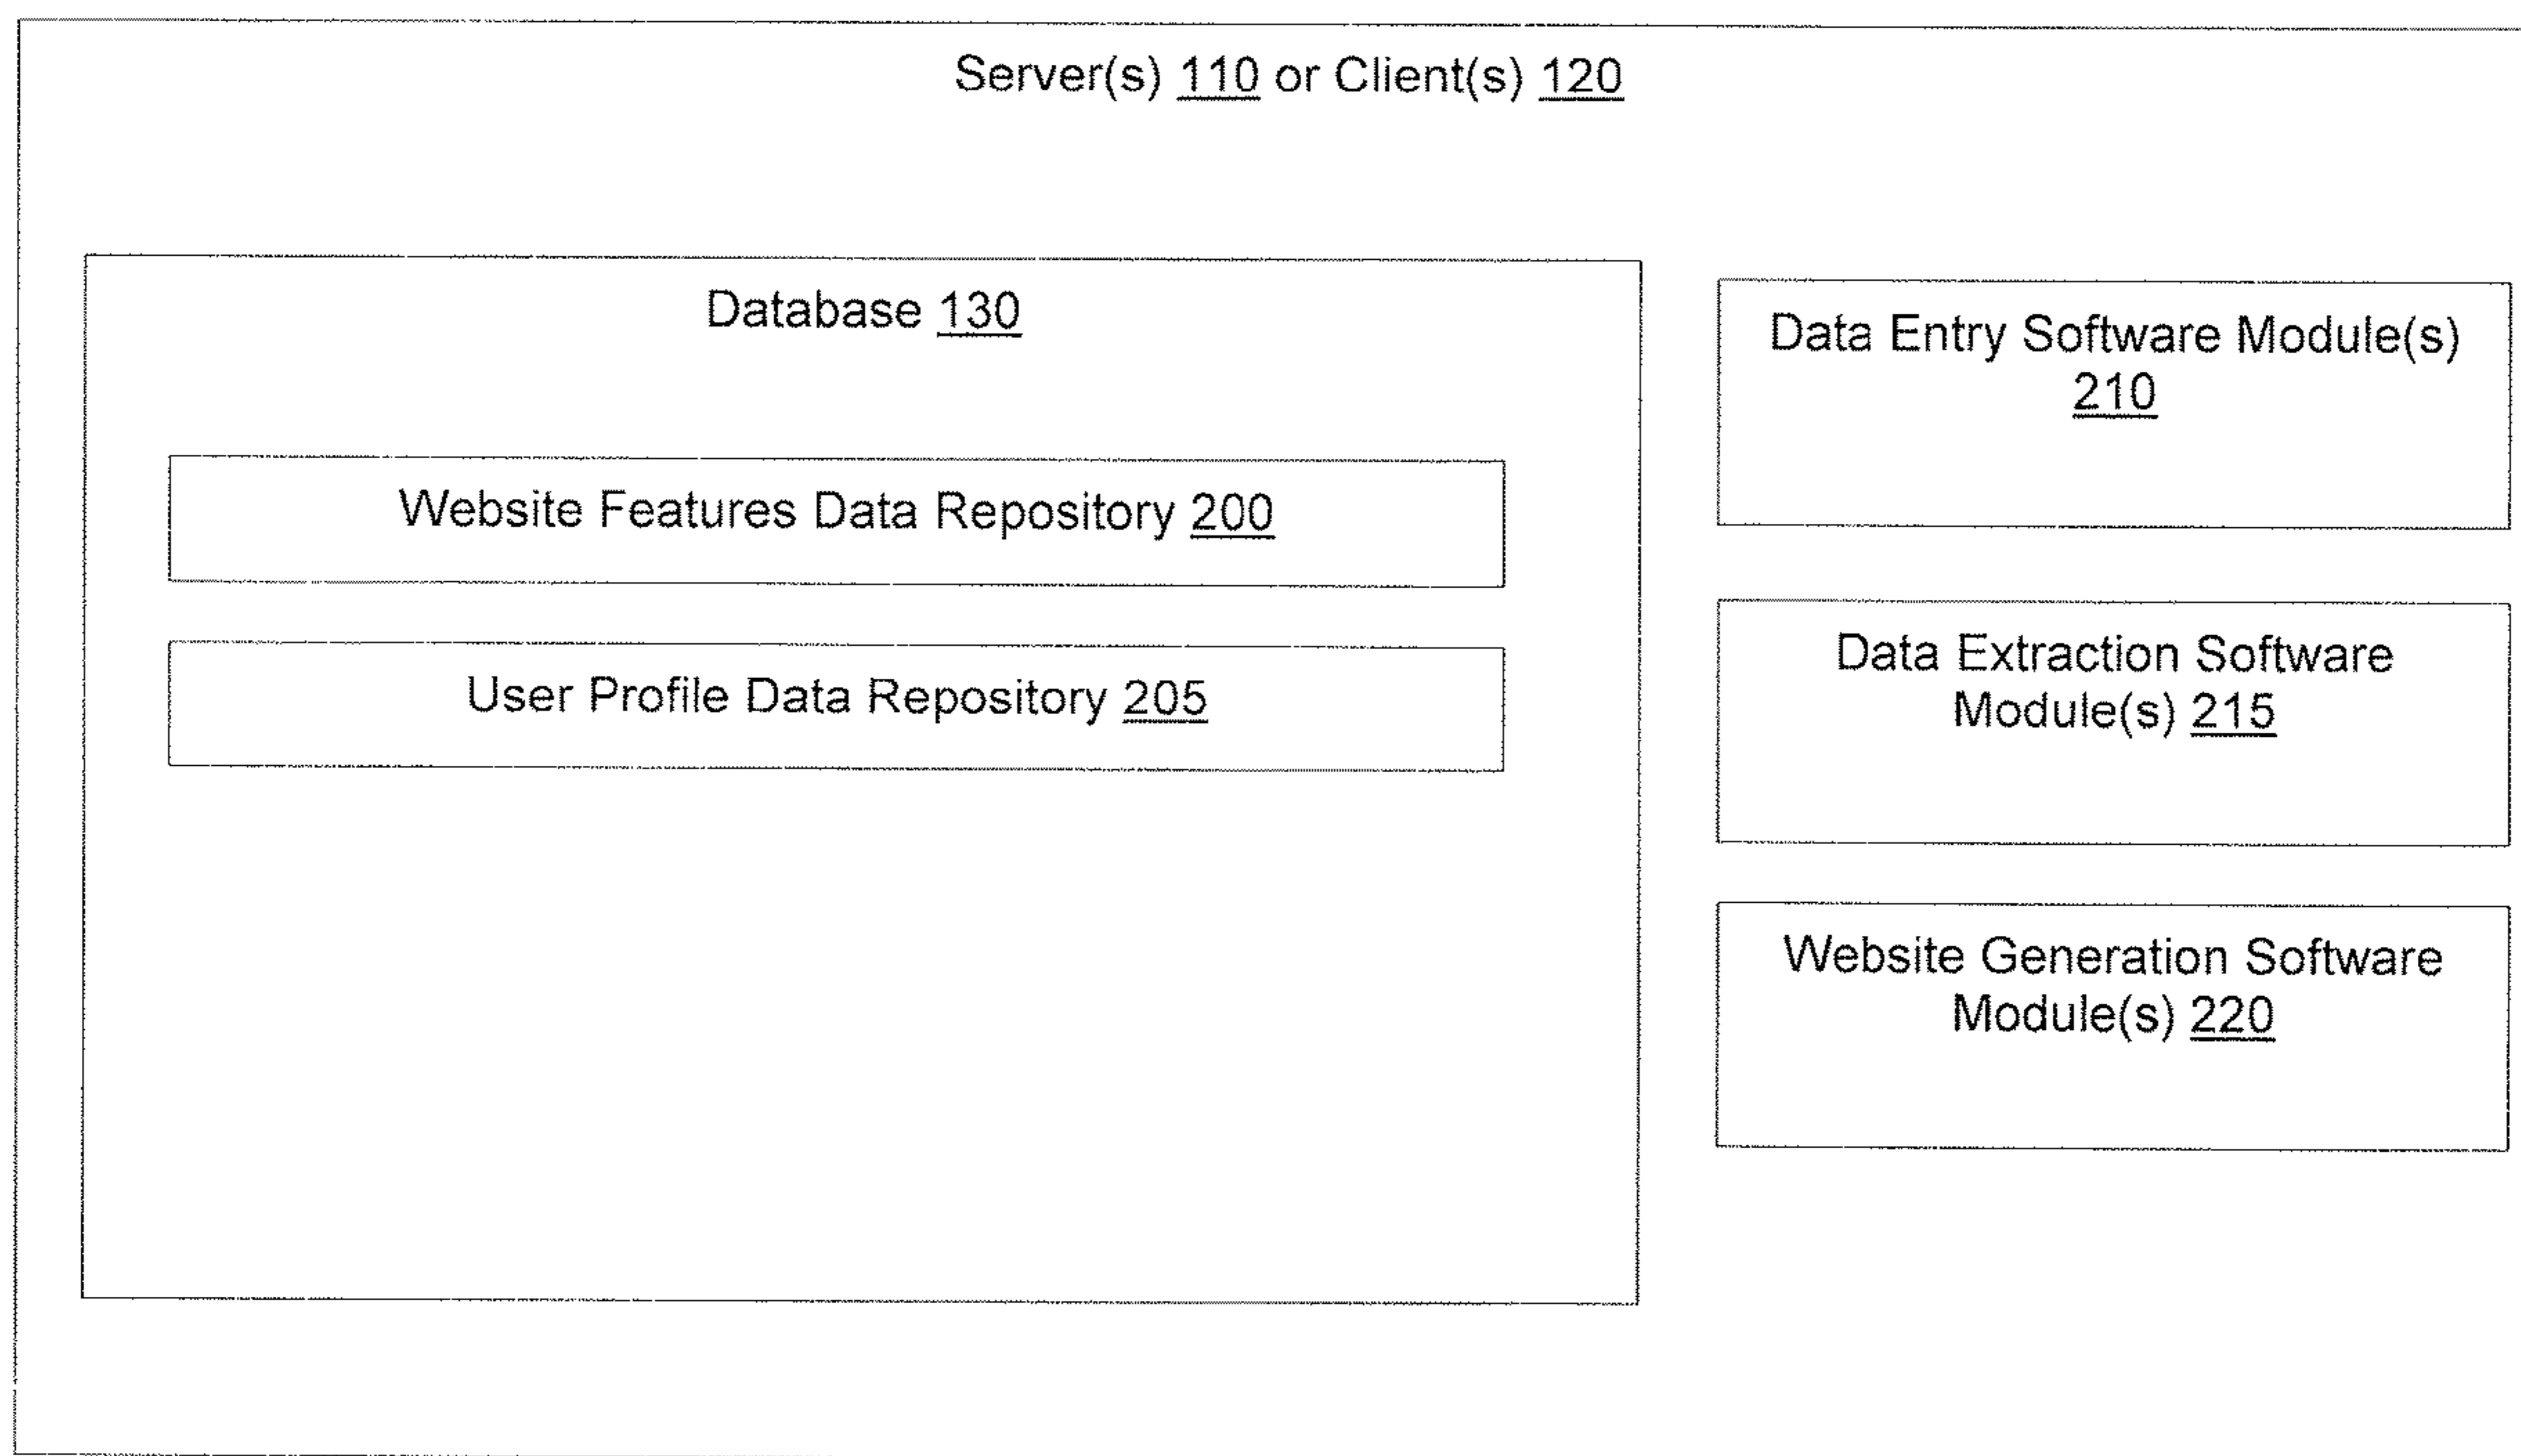 Server(s) 110 or Client(s) 120
Database 130
Website Features Data Repository 200
User Profile Data Repository 205
Data Entry Software Module(s)
210
Data Extraction Software
Module(s) 215
Website Generation Software
Module(s) 220